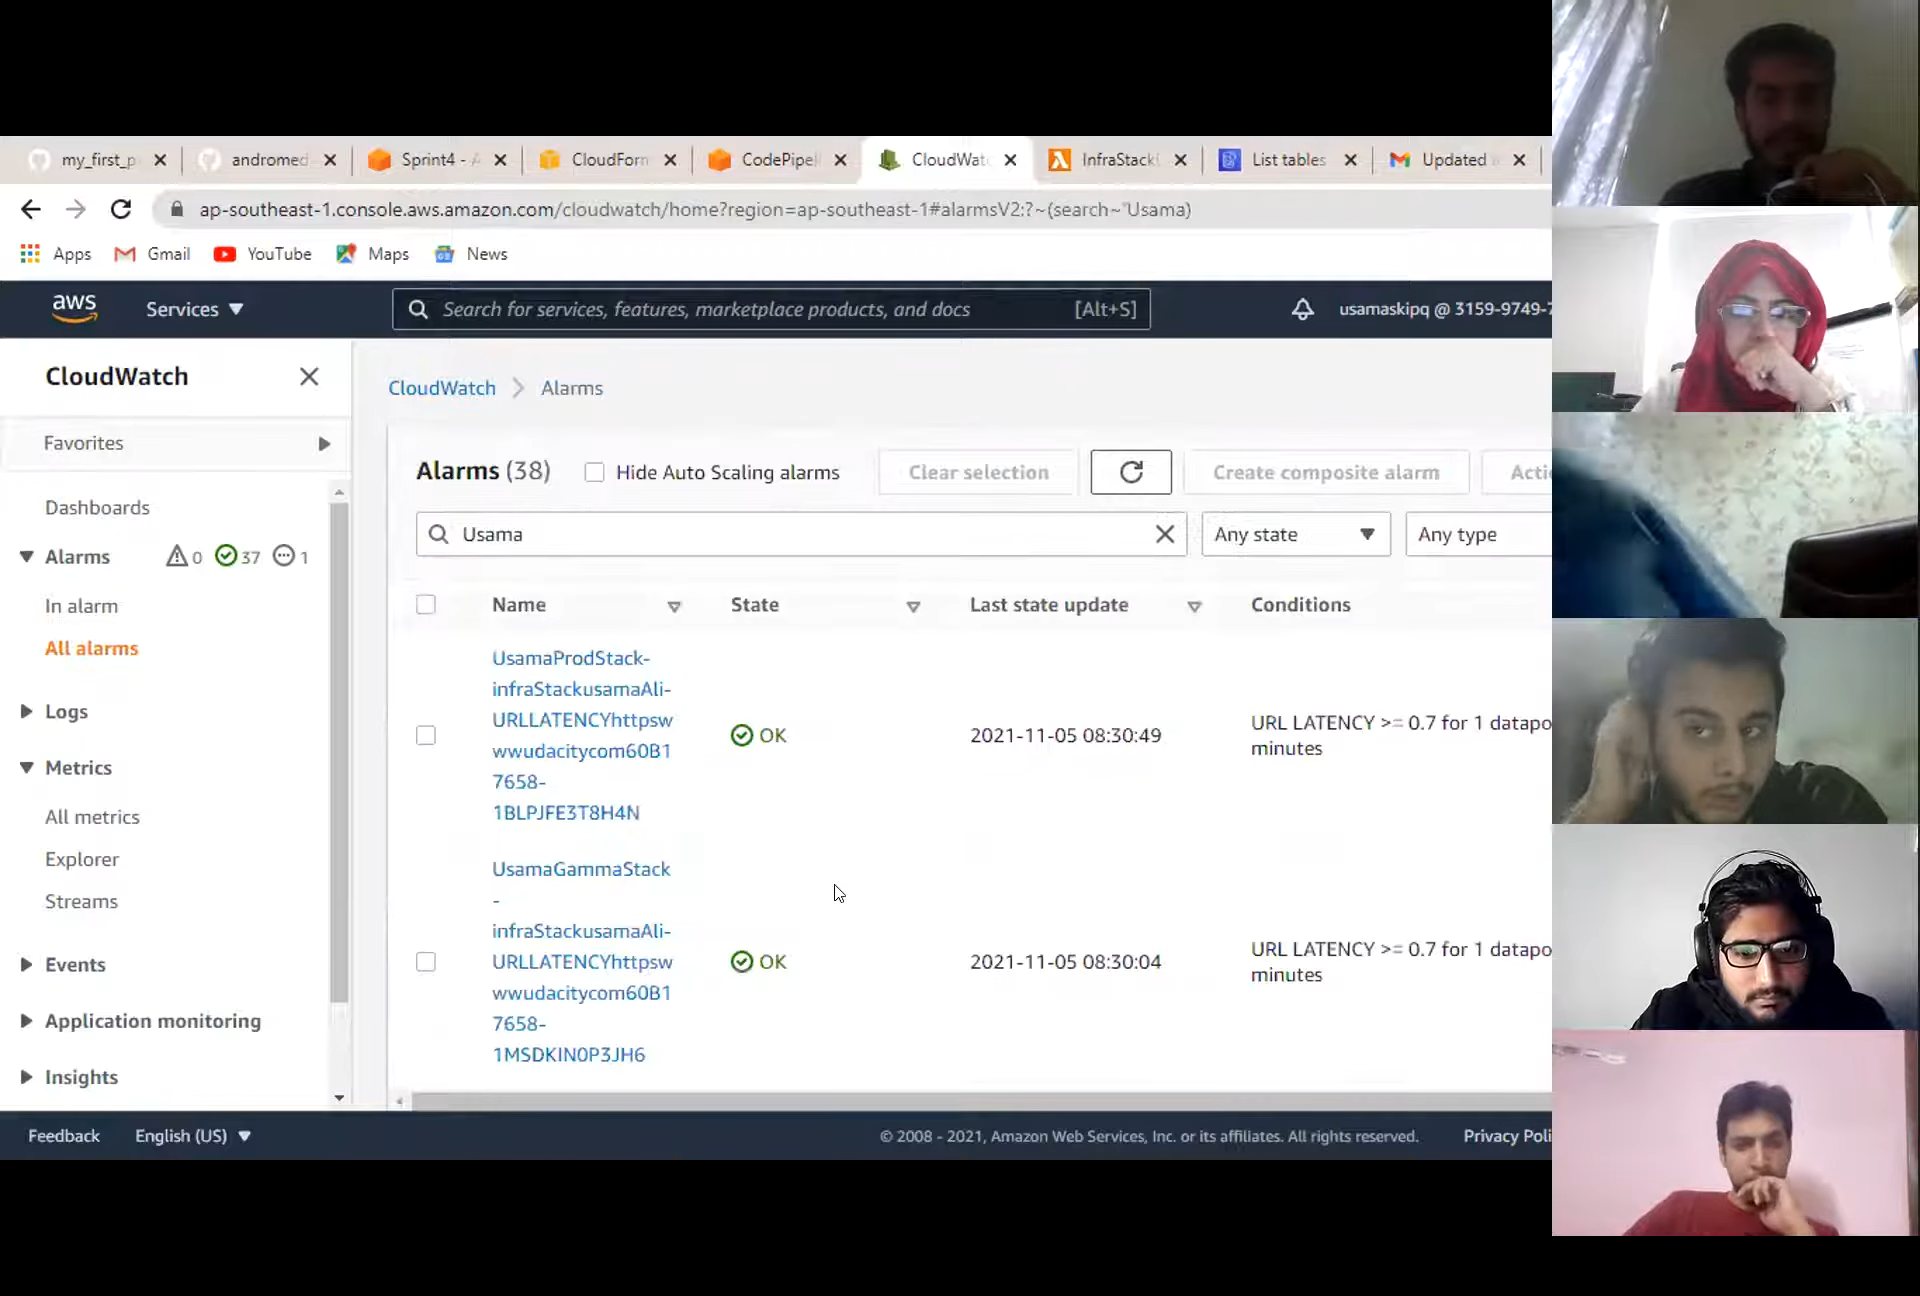 my_first_p
andromed
Sprint4 - A
CloudForm
CodePipel
CloudWat
InfraStack
List tables
Updated
ap-southeast-1.console.aws.amazon.com/cloudwatch/home?region=ap-southeast-1#alarmsV2:?~(search~'Usama)
Apps
Gmail
YouTube
Maps
News
aws
Services
Search for services, features, marketplace products, and docs
[Alt+S]
usamaskipq @ 3159-9749-7
CloudWatch
Favorites
Dashboards
Alarms 0 37 1
In alarm
All alarms
Logs
Metrics
All metrics
Explorer
Streams
Events
Application monitoring
Insights
CloudWatch
Alarms
Alarms (38)
Hide Auto Scaling alarms
Clear selection
Create composite alarm
Acti
Usama
Any state
Any type
Name
State
Last state update
Conditions
UsamaProdStack-
infraStackusamaAli-
URLLATENCYhttpsw
wwudacitycom60B1
7658-
1BLPJFE3T8H4N
OK
2021-11-05 08:30:49
URL LATENCY >= 0.7 for 1 datapo
minutes
UsamaGammaStack
-
infraStackusamaAli-
URLLATENCYhttpsw
wwudacitycom60B1
7658-
1MSDKIN0P3JH6
OK
2021-11-05 08:30:04
URL LATENCY >= 0.7 for 1 datapo
minutes
Feedback
English (US)
© 2008 - 2021, Amazon Web Services, Inc. or its affiliates. All rights reserved.
Privacy Poli